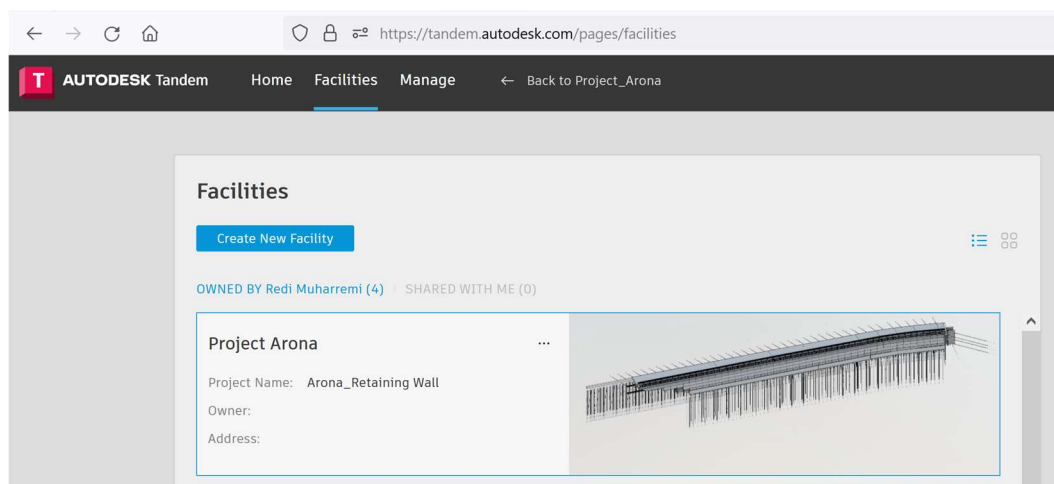 https://tandem.autodesk.com/pages/facilities
T AUTODESK Tandem Home Facilities Manage ← Back to Project_Arona
Facilities
Create New Facility
OWNED BY Redi Muharremi (4) SHARED WITH ME (0)
Project Arona ...
Project Name: Arona_Retaining Wall
Owner:
Address: